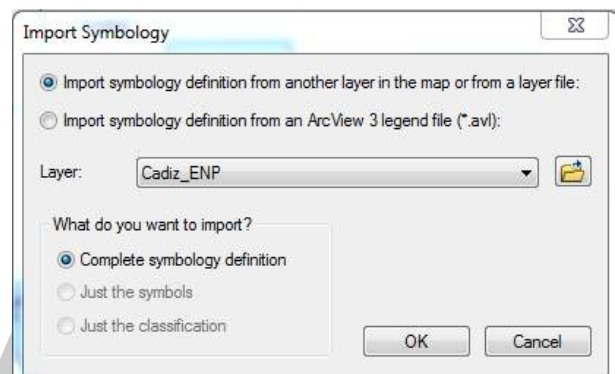 Import Symbology
Import symbology definition from another layer in the map or from a layer file:
Import symbology definition from an ArcView 3 legend file (*.avl):
Layer: Cadiz_ENP
What do you want to import?
Complete symbology definition
Just the symbols
Just the classification
OK Cancel